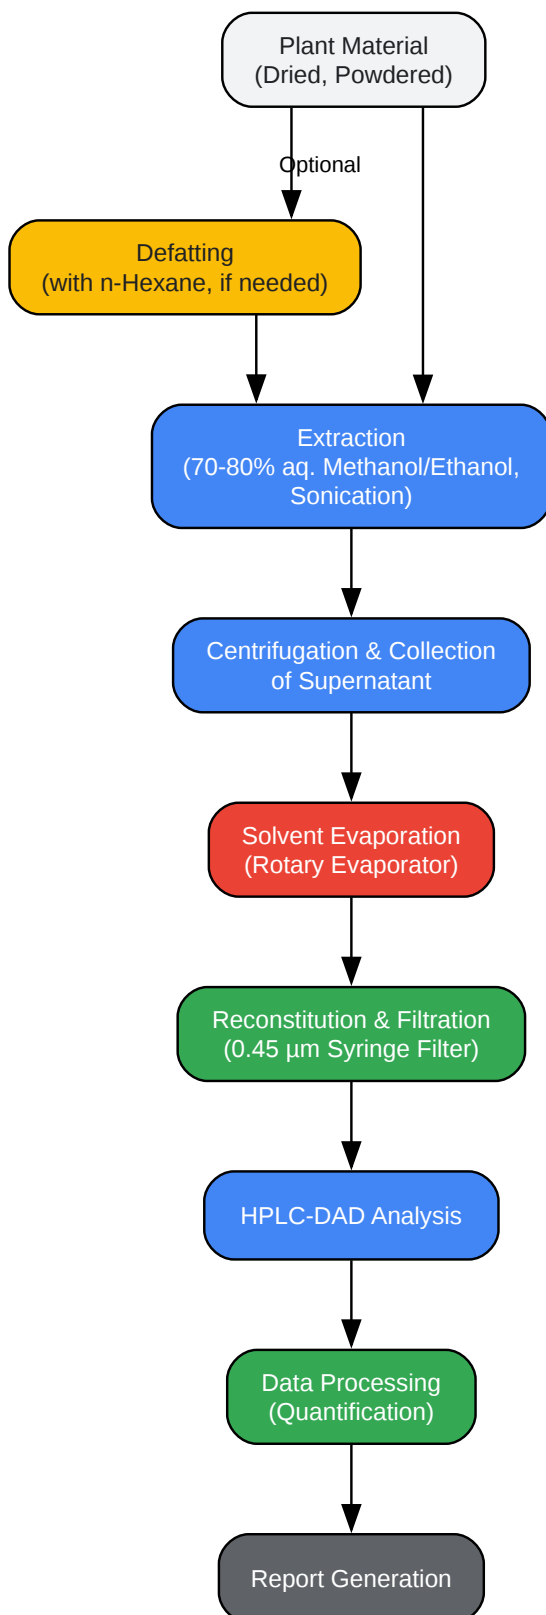 Plant Material
(Dried, Powdered)
Optional
Defatting
(with n-Hexane, if needed)
Extraction
(70-80% aq. Methanol/Ethanol,
Sonication)
Centrifugation & Collection
of Supernatant
Solvent Evaporation
(Rotary Evaporator)
Reconstitution & Filtration
(0.45 µm Syringe Filter)
HPLC-DAD Analysis
Data Processing
(Quantification)
Report Generation